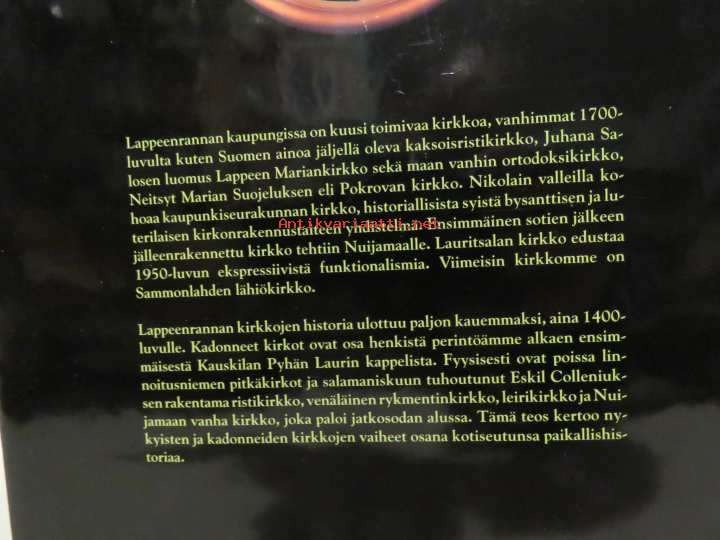 Lappeenrannan kaupungissa on kuusi toimivaa kirkkoa, vanhimmat 1700-
luvulta kuten Suomen ainoa jäljellä oleva kaksoisristikirkko, Juhana Sa-
losen luomus Lappeen Mariankirkko sekä maan vanhin ortodoksikirkko,
Neitsyt Marian Suojeluksen eli Pokrovan kirkko. Nikolain valleilla ko-
hoaa kaupunkiseurakunnan kirkko, historiallisista syistä bysanttisen ja lu-
terilaisen kirkonrakennustaiteen yhdistelmä. Ensimmäinen sotien jälkeen
Antikvariaatti.net
jälleenrakennettu kirkko tehtiin Nuijamaalle. Lauritsalan kirkko edustaa
1950-luvun ekspressiivistä funktionalismia. Viimeisin kirkkomme on
Sammonlahden lähiökirkko.
Lappeenrannan kirkkojen historia ulottuu paljon kauemmaksi, aina 1400-
luvulle. Kadonneet kirkot ovat osa henkistä perintöämme alkaen ensim-
mäisestä Kauskilan Pyhän Laurin kappelista. Fyysisesti ovat poissa lin-
noitusniemen pitkäkirkot ja salamaniskuun tuhoutunut Eskil Colleniuk-
sen rakentama ristikirkko, venäläinen rykmentinkirkko, leirikirkko ja Nui-
jamaan vanha kirkko, joka paloi jatkosodan alussa. Tämä teos kertoo ny-
kyisten ja kadonneiden kirkkojen vaiheet osana kotiseutunsa paikallishis-
toriaa.